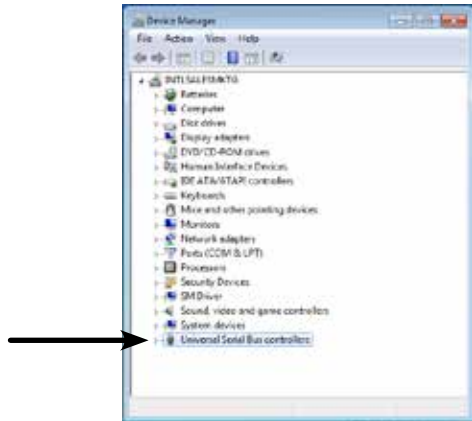 Device Manager
File Action View Help
Batteries
Computer
Disk drives
Display adapters
DVD/CD-ROM drives
Human Interface Devices
IDE ATA/ATAPI controllers
Keyboards
Mice and other pointing devices
Monitors
Network adapters
Ports (COM & LPT)
Processors
Security Devices
SM Driver
Sound, video and game controllers
System devices
Universal Serial Bus controllers